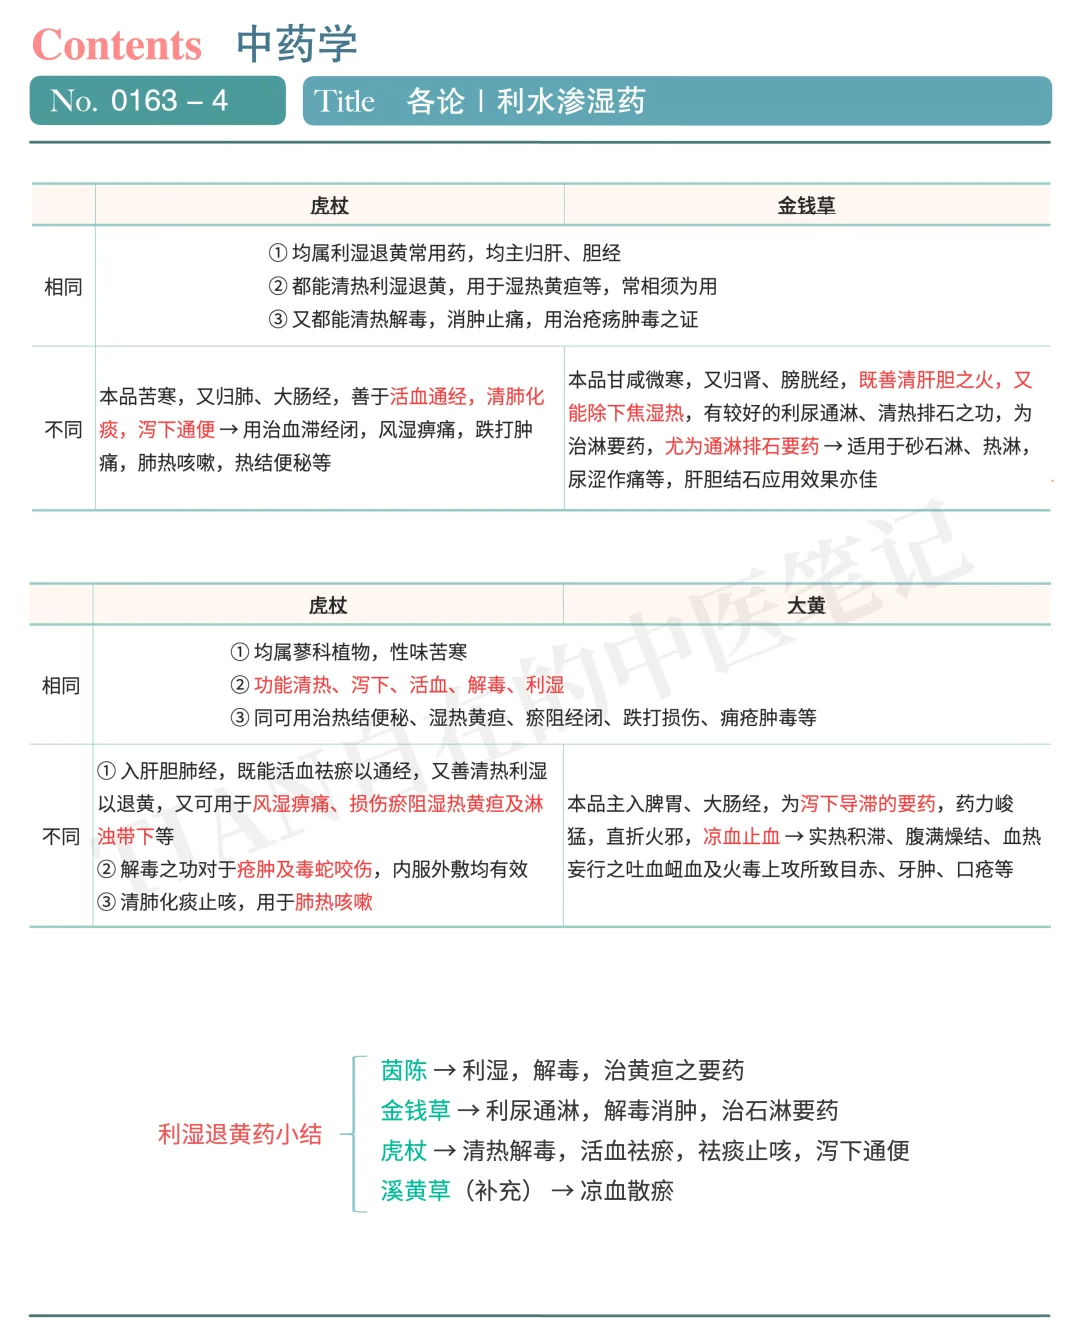 Contents 中药学
No. 0163 – 4
Title 各论 | 利水渗湿药
虎杖 金钱草
相同
① 均属利湿退黄常用药，均主归肝、胆经
② 都能清热利湿退黄，用于湿热黄疸等，常相须为用
③ 又都能清热解毒，消肿止痛，用治疮疡肿毒之证
不同
本品苦寒，又归肺、大肠经，善于活血通经，清肺化
痰，泻下通便 → 用治血滞经闭，风湿痹痛，跌打肿
痛，肺热咳嗽，热结便秘等
本品甘咸微寒，又归肾、膀胱经，既善清肝胆之火，又
能除下焦湿热，有较好的利尿通淋、清热排石之功，为
治淋要药，尤为通淋排石要药 → 适用于砂石淋、热淋，
尿涩作痛等，肝胆结石应用效果亦佳
虎杖 大黄
相同
① 均属蓼科植物，性味苦寒
② 功能清热、泻下、活血、解毒、利湿
③ 同可用治热结便秘、湿热黄疸、瘀阻经闭、跌打损伤、痈疮肿毒等
不同
① 入肝胆肺经，既能活血祛瘀以通经，又善清热利湿
以退黄，又可用于风湿痹痛、损伤瘀阻湿热黄疸及淋
浊带下等
② 解毒之功对于疮肿及毒蛇咬伤，内服外敷均有效
③ 清肺化痰止咳，用于肺热咳嗽
本品主入脾胃、大肠经，为泻下导滞的要药，药力峻
猛，直折火邪，凉血止血 → 实热积滞、腹满燥结、血热
妄行之吐血衄血及火毒上攻所致目赤、牙肿、口疮等
利湿退黄药小结
茵陈 → 利湿，解毒，治黄疸之要药
金钱草 → 利尿通淋，解毒消肿，治石淋要药
虎杖 → 清热解毒，活血祛瘀，祛痰止咳，泻下通便
溪黄草（补充） → 凉血散瘀
TIAN自在的中医笔记